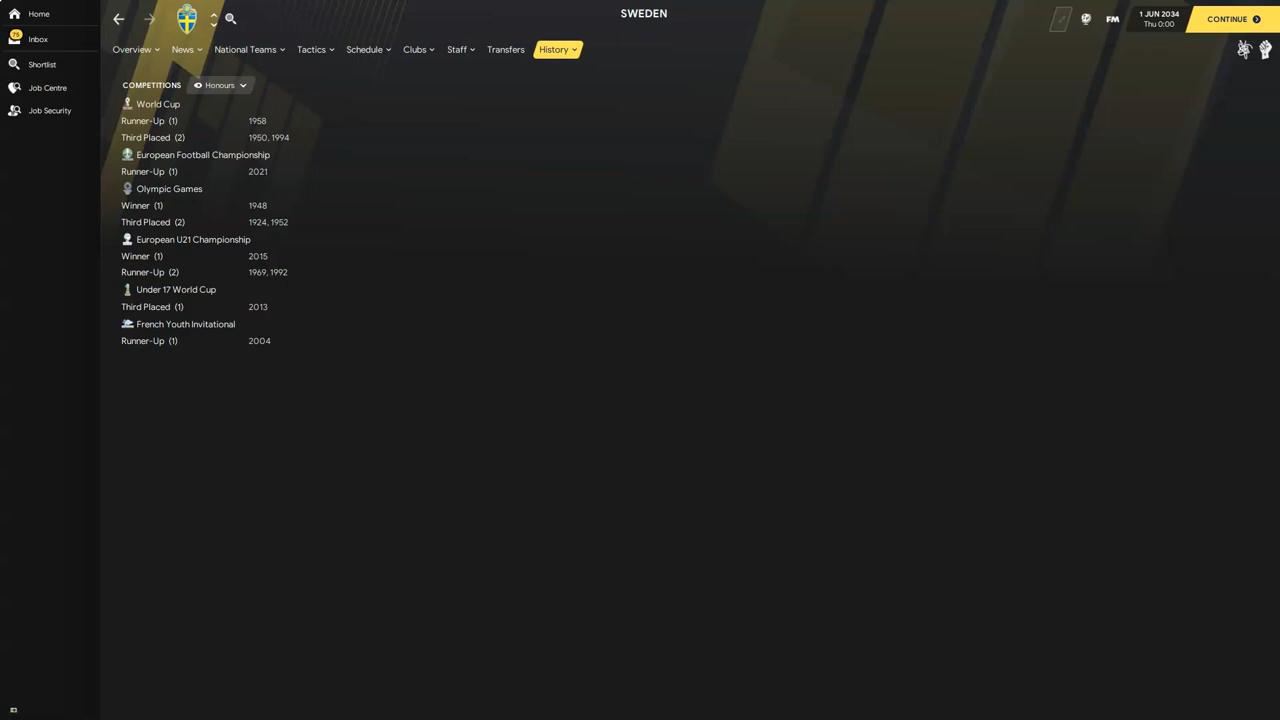 Home
SWEDEN
1 JUN 2034
Thu 0:00
FM
CONTINUE
75
Inbox
Overview
News
National Teams
Tactics
Schedule
Clubs
Staff
Transfers
History
Shortlist
Job Centre
Job Security
COMPETITIONS
Honours
World Cup
Runner-Up (1) 1958
Third Placed (2) 1950, 1994
European Football Championship
Runner-Up (1) 2021
Olympic Games
Winner (1) 1948
Third Placed (2) 1924, 1952
European U21 Championship
Winner (1) 2015
Runner-Up (2) 1969, 1992
Under 17 World Cup
Third Placed (1) 2013
French Youth Invitational
Runner-Up (1) 2004